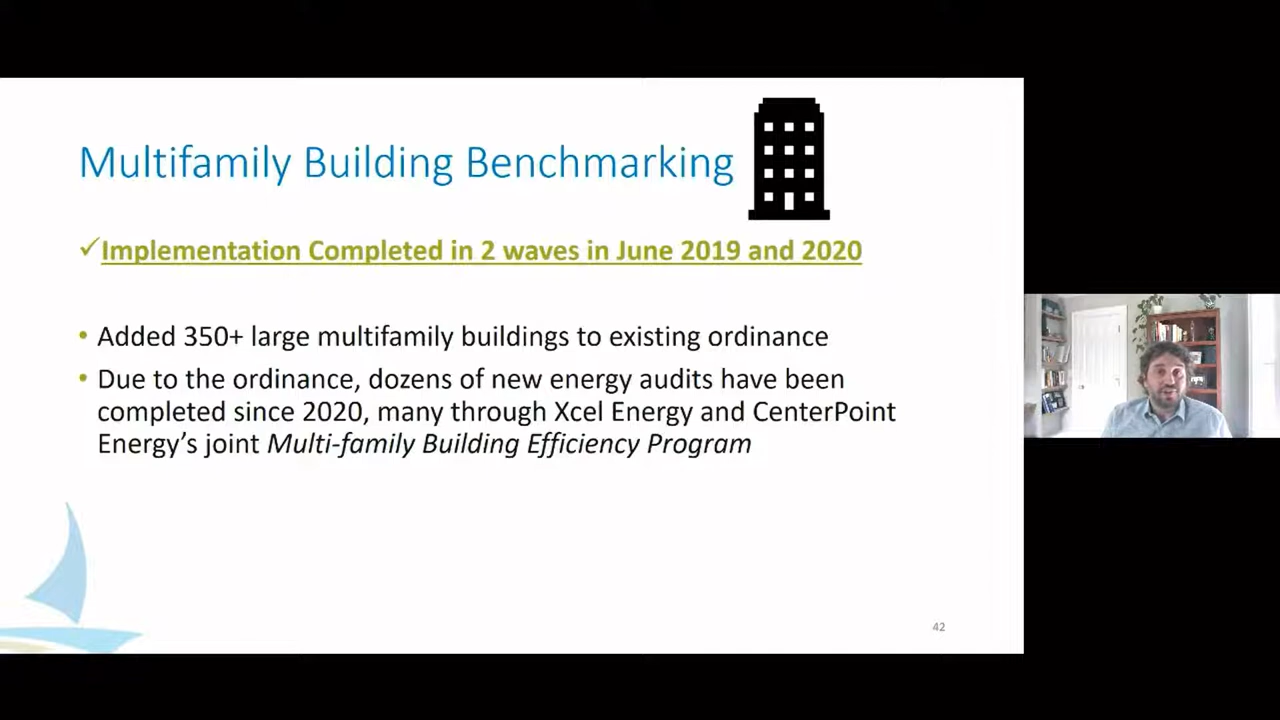 Multifamily Building Benchmarking
✓Implementation Completed in 2 waves in June 2019 and 2020
• Added 350+ large multifamily buildings to existing ordinance
• Due to the ordinance, dozens of new energy audits have been
completed since 2020, many through Xcel Energy and CenterPoint
Energy’s joint Multi-family Building Efficiency Program
42